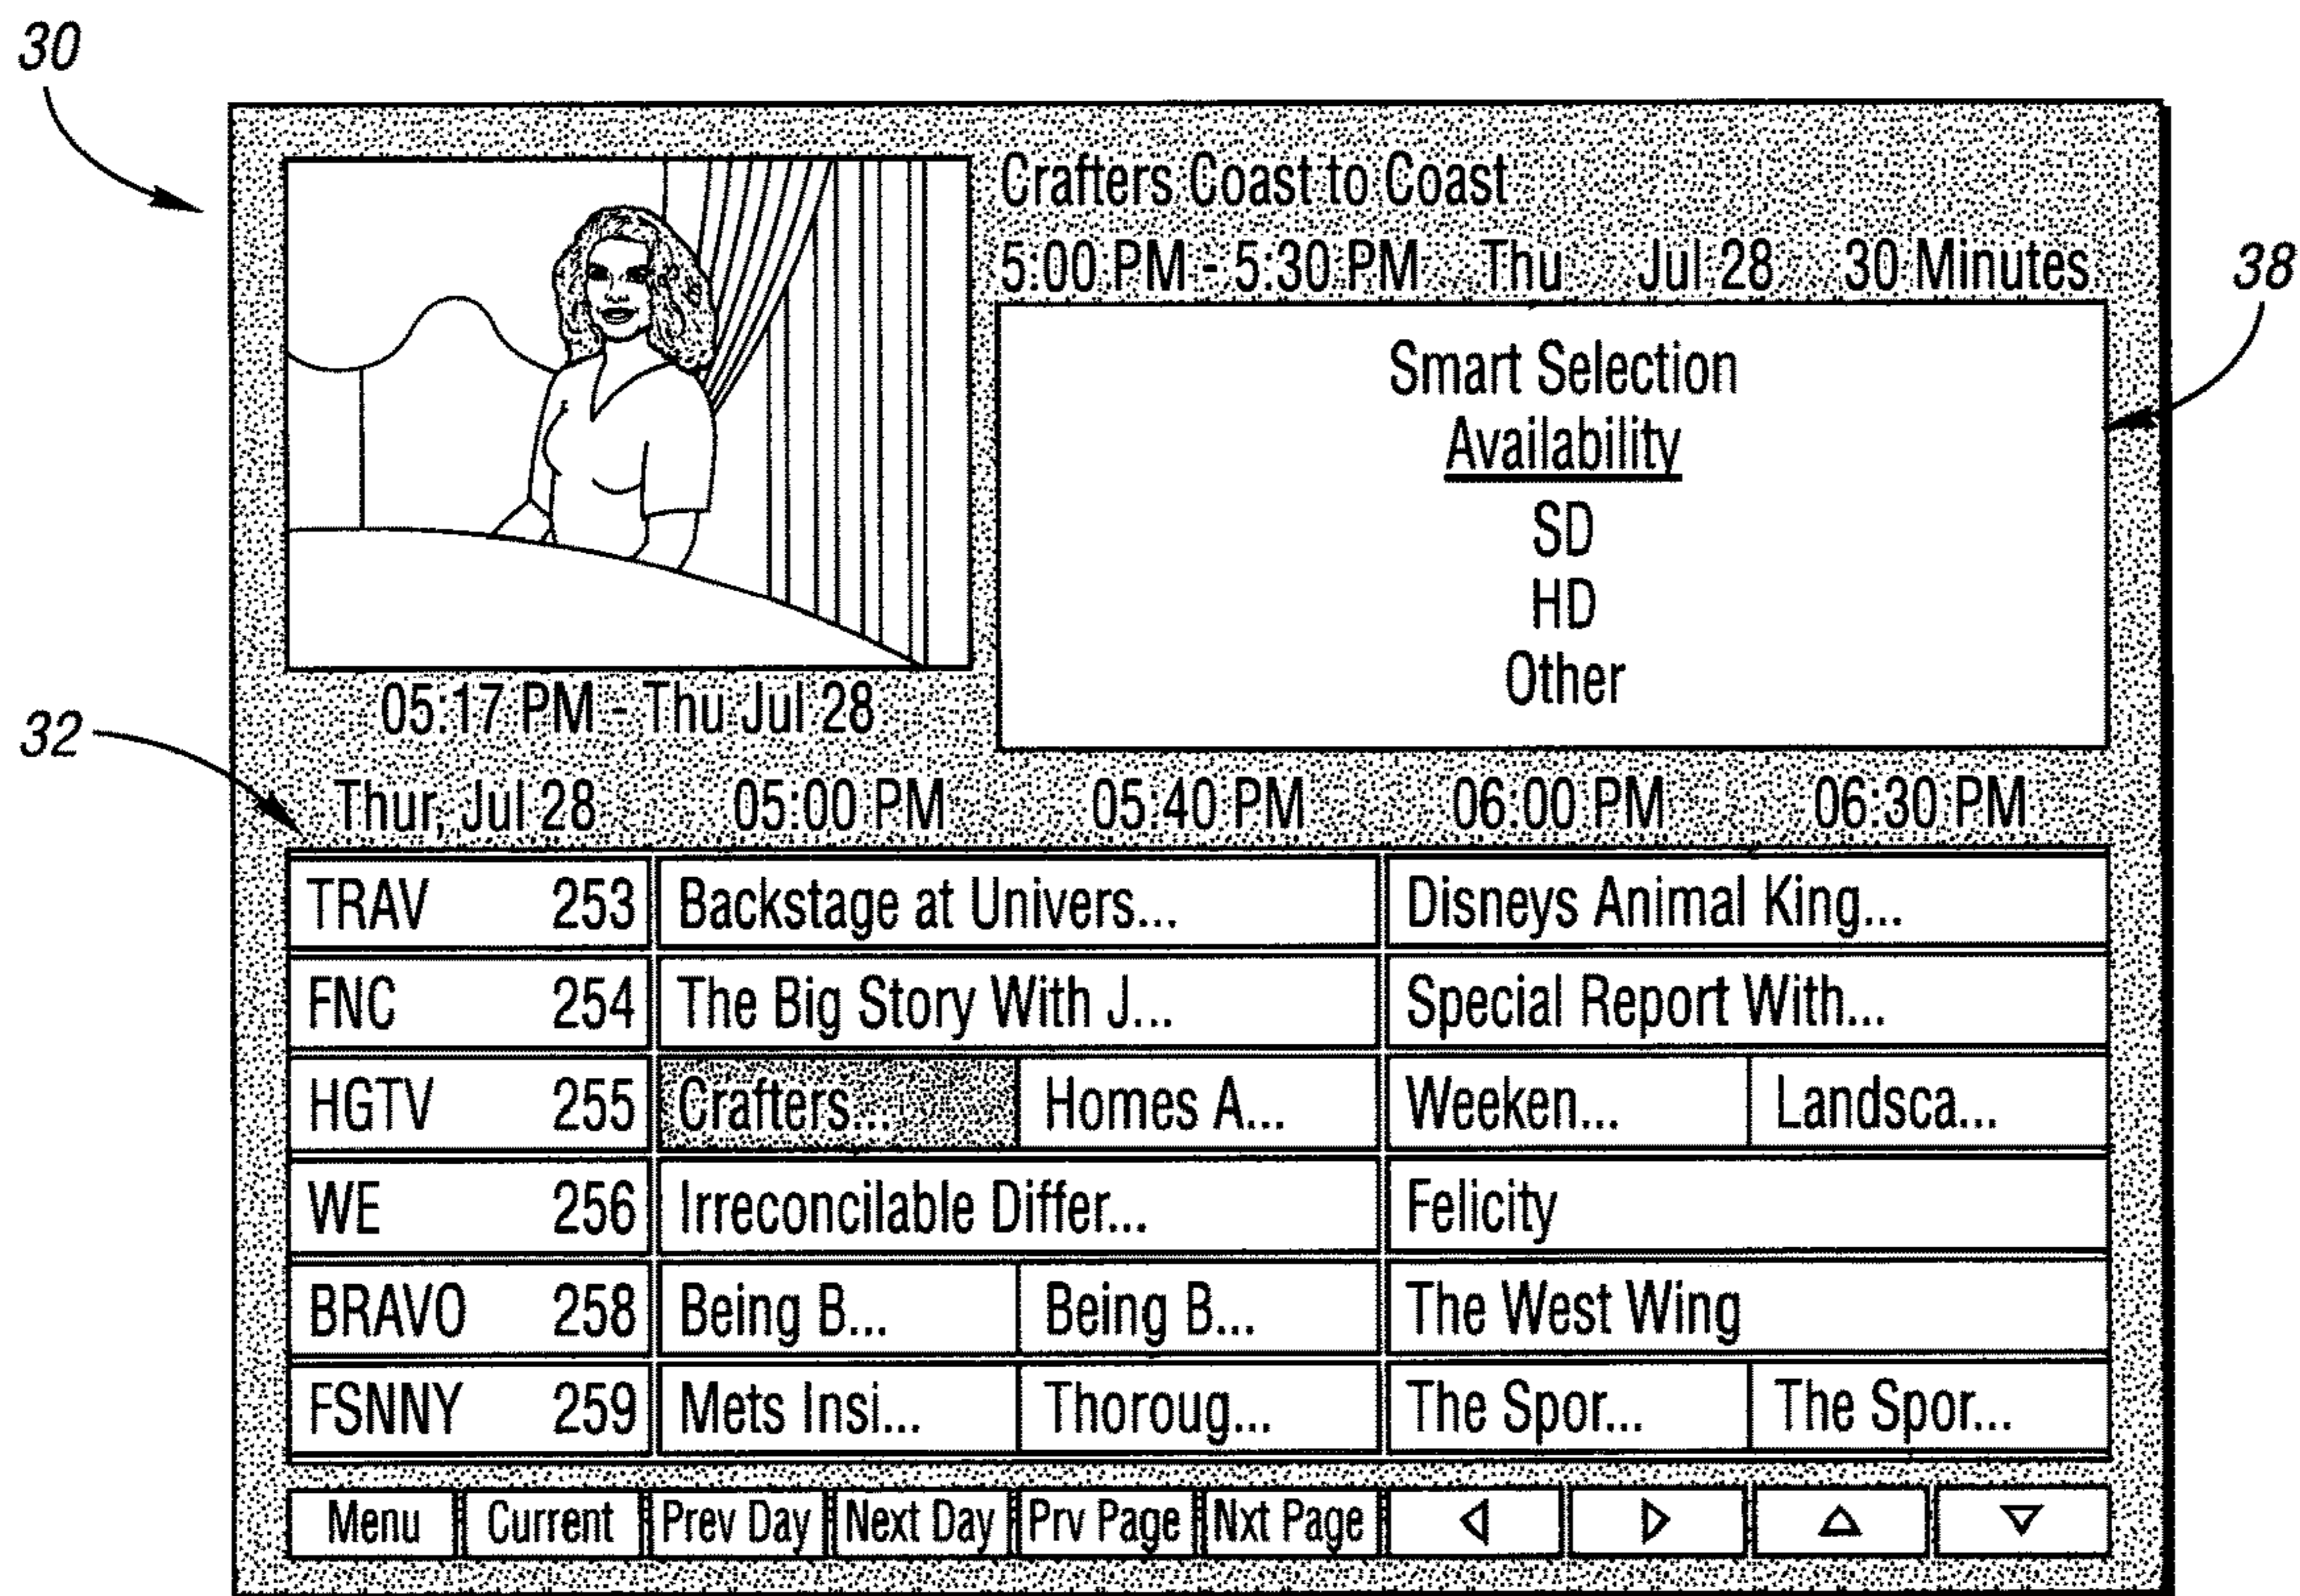 30
Crafters Coast to Coast
5:00 PM - 5:30 PM Thu Jul 28 30 Minutes
38
Smart Selection
Availability
SD
HD
Other
05:17 PM - Thu Jul 28
32
Thur, Jul 28 05:00 PM 05:40 PM 06:00 PM 06:30 PM
TRAV 253 Backstage at Univers... Disneys Animal King...
FNC 254 The Big Story With J... Special Report With...
HGTV 255 Crafters... Homes A... Weeken... Landsca...
WE 256 Irreconcilable Differ... Felicity
BRAVO 258 Being B... Being B... The West Wing
FSNNY 259 Mets Insi... Thoroug... The Spor... The Spor...
Menu Current Prev Day Next Day Prv Page Nxt Page